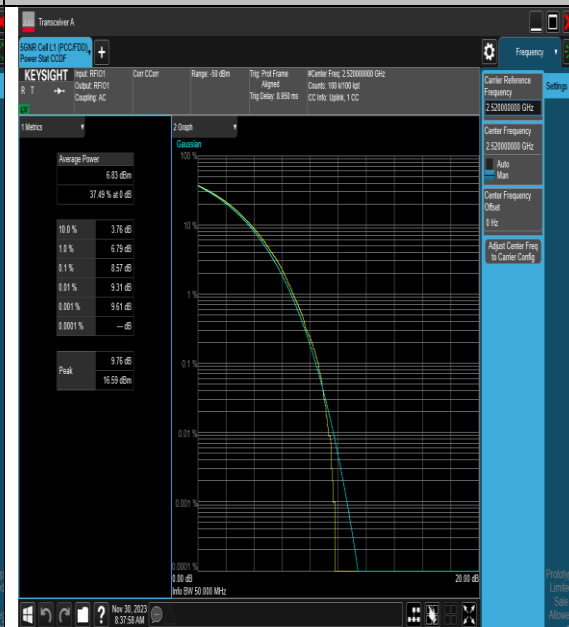 Transceiver A
5GNR Cell L1 (PCC/FDD),
Power Stat CCDF
+
Frequency
KEYSIGHT
R T
LXI
Input: RFIO1
Output: RFIO1
Coupling: AC
Corr CCorr
Range: -50 dBm
Trig: Prot Frame
Aligned
Trig Delay: 8.950 ms
#Center Freq: 2.520000000 GHz
Counts: 100 k/100 kpt
CC Info: Uplink, 1 CC
Carrier Reference
Frequency
2.520000000 GHz
Settings
Center Frequency
2.520000000 GHz
Auto
Man
Center Frequency
Offset
0 Hz
Adjust Center Freq
to Carrier Config
1 Metrics
Average Power
6.83 dBm
37.49 % at 0 dB
10.0 % 3.76 dB
1.0 % 6.79 dB
0.1 % 8.57 dB
0.01 % 9.31 dB
0.001 % 9.61 dB
0.0001 % --- dB
Peak
9.76 dB
16.59 dBm
2 Graph
Gaussian
100 %
10 %
1 %
0.1 %
0.01 %
0.001 %
0.0001 %
0.00 dB
20.00 dB
Info BW 50.000 MHz
?
Nov 30, 2023
8:37:58 AM
Limite
Sale
Allowe